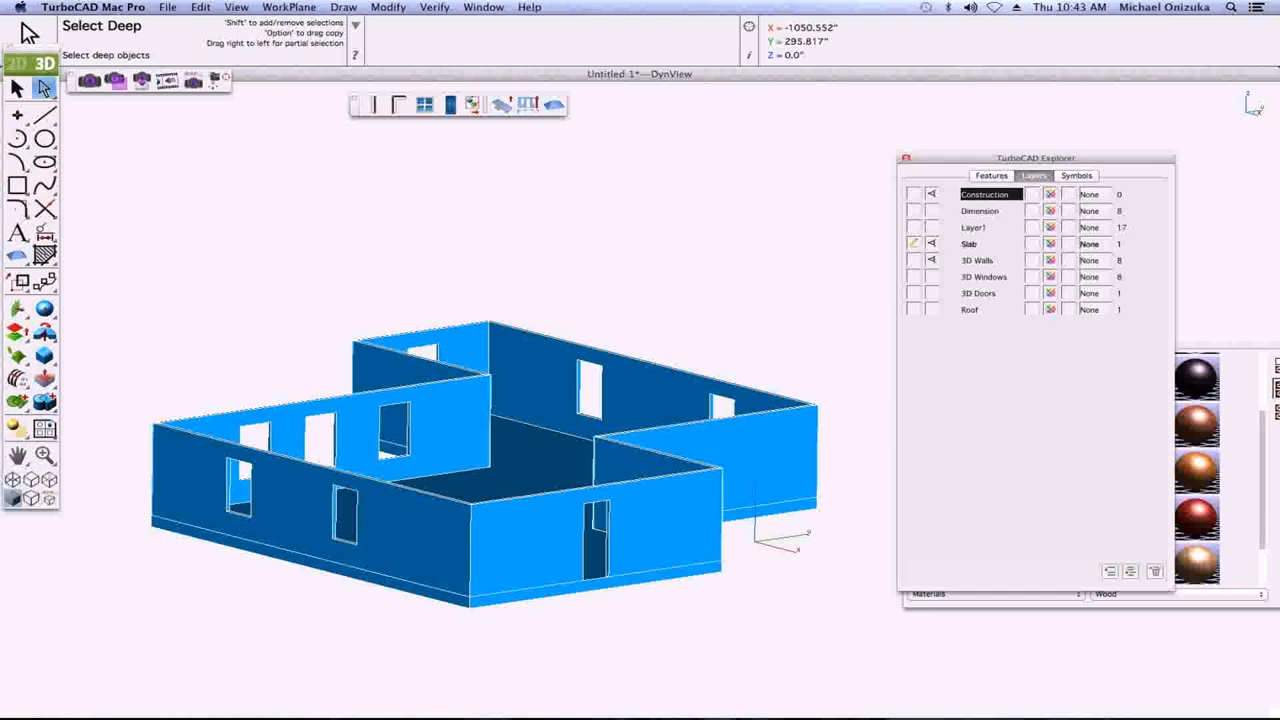 TurboCAD Mac Pro File Edit View WorkPlane Draw Modify Verify Window Help Thu 10:43 AM Michael Onizuka
Select Deep
'Shift' to add/remove selections
'Option' to drag copy
Drag right to left for partial selection
Select deep objects
?
i
X = -1050.552"
Y = 295.817"
Z = 0.0"
2D 3D
Untitled 1*—DynView
TurboCAD Explorer
Features Layers Symbols
Construction None 0
Dimension None 8
Layer1 None 17
Slab None 1
3D Walls None 8
3D Windows None 8
3D Doors None 1
Roof None 1
Materials Wood
z
y
x